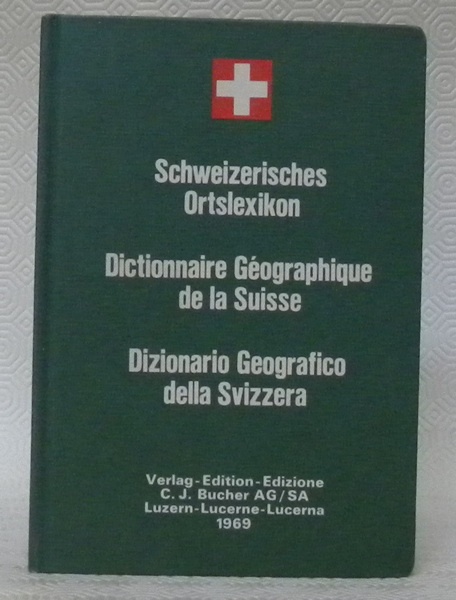 Schweizerisches
Ortslexikon
Dictionnaire Géographique
de la Suisse
Dizionario Geografico
della Svizzera
Verlag-Edition-Edizione
C. J. Bucher AG/SA
Luzern-Lucerne-Lucerna
1969